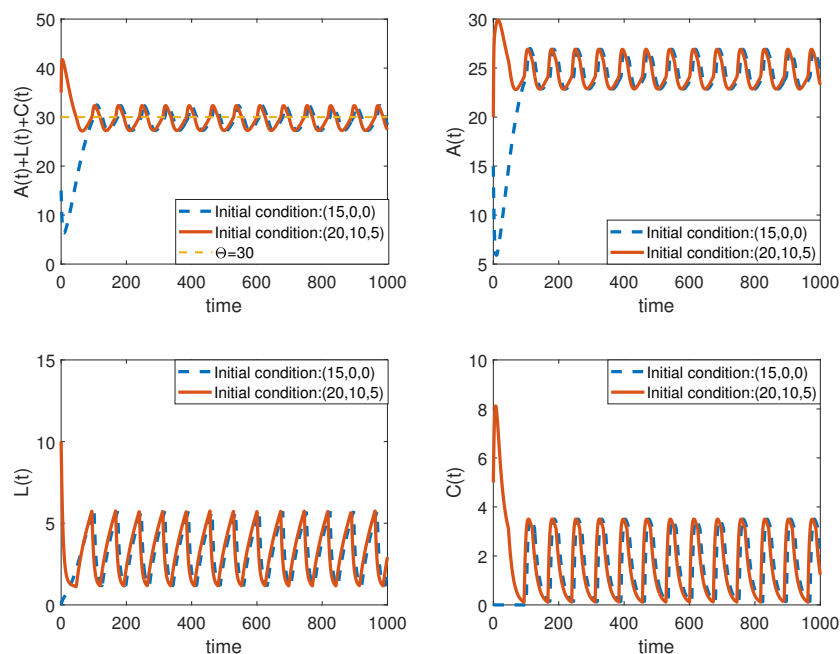 50
40
30
20
10
0
A(t)+L(t)+C(t)
0 200 400 600 800 1000
time
Initial condition:(15,0,0)
Initial condition:(20,10,5)
Θ=30
30
25
20
15
10
5
A(t)
0 200 400 600 800 1000
time
Initial condition:(15,0,0)
Initial condition:(20,10,5)
15
10
5
0
L(t)
0 200 400 600 800 1000
time
Initial condition:(15,0,0)
Initial condition:(20,10,5)
10
8
6
4
2
0
C(t)
0 200 400 600 800 1000
time
Initial condition:(15,0,0)
Initial condition:(20,10,5)